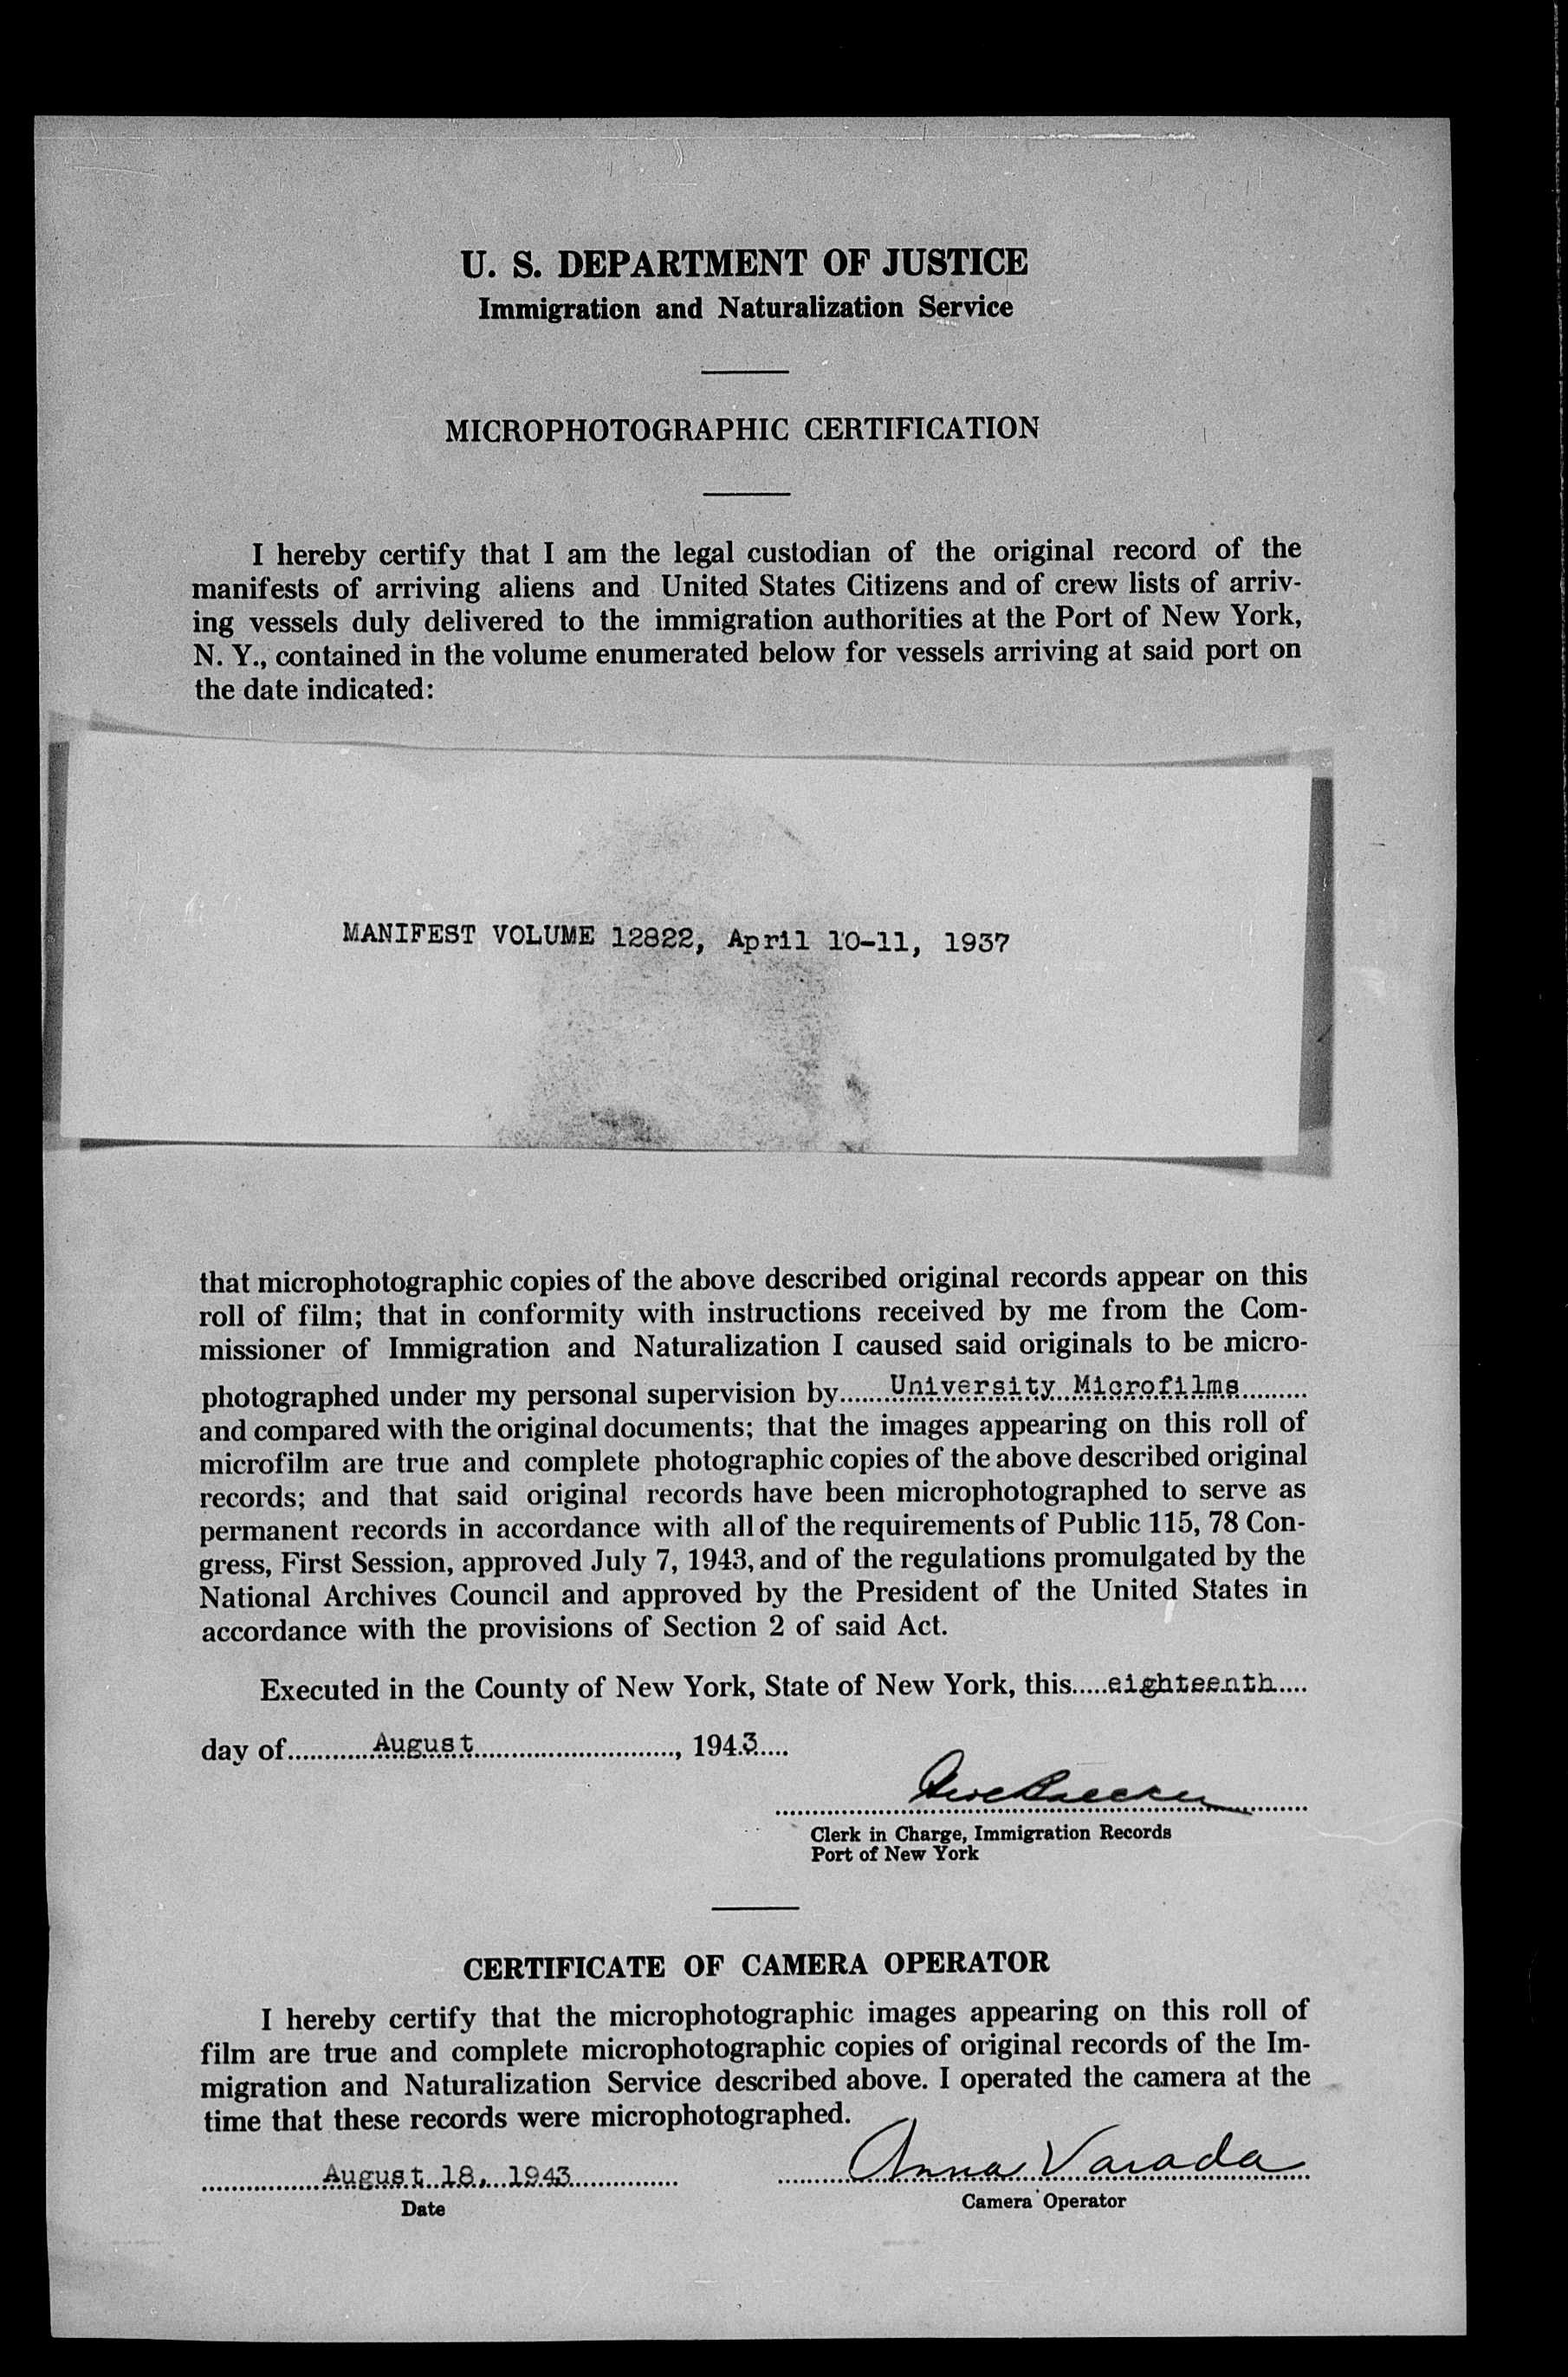 U. S. DEPARTMENT OF JUSTICE
Immigration and Naturalization Service
MICROPHOTOGRAPHIC CERTIFICATION
I hereby certify that I am the legal custodian of the original record of the
manifests of arriving aliens and United States Citizens and of crew lists of arriv-
ing vessels duly delivered to the immigration authorities at the Port of New York,
N. Y., contained in the volume enumerated below for vessels arriving at said port on
the date indicated:
MANIFEST VOLUME 12822, April 10-11, 1937
that microphotographic copies of the above described original records appear on this
roll of film; that in conformity with instructions received by me from the Com-
missioner of Immigration and Naturalization I caused said originals to be micro-
photographed under my personal supervision by......University Microfilms.........
and compared with the original documents; that the images appearing on this roll of
microfilm are true and complete photographic copies of the above described original
records; and that said original records have been microphotographed to serve as
permanent records in accordance with all of the requirements of Public 115, 78 Con-
gress, First Session, approved July 7, 1943, and of the regulations promulgated by the
National Archives Council and approved by the President of the United States in
accordance with the provisions of Section 2 of said Act.
Executed in the County of New York, State of New York, this.....eighteenth....
day of............August............................., 1943.....
Clerk in Charge, Immigration Records
Port of New York
CERTIFICATE OF CAMERA OPERATOR
I hereby certify that the microphotographic images appearing on this roll of
film are true and complete microphotographic copies of original records of the Im-
migration and Naturalization Service described above. I operated the camera at the
time that these records were microphotographed.
August 18, 1943 Anna Varada
Date Camera Operator